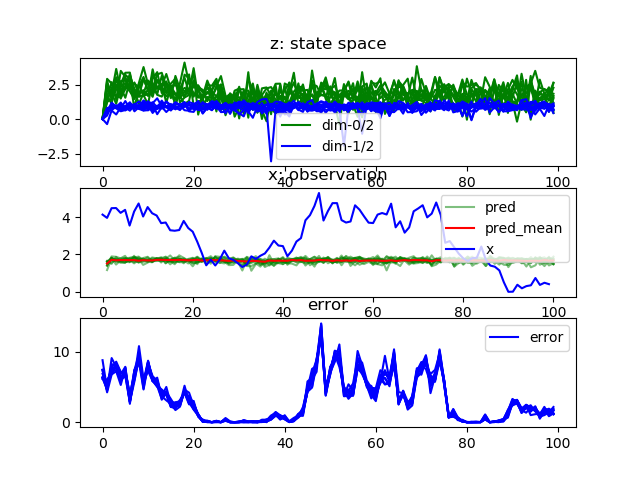 z: state space
2.5
0.0
−2.5
dim-0/2
dim-1/2
0 20 40 60 80 100
x: observation
4
2
0
pred
pred_mean
x
0 20 40 60 80 100
error
10
0
error
0 20 40 60 80 100